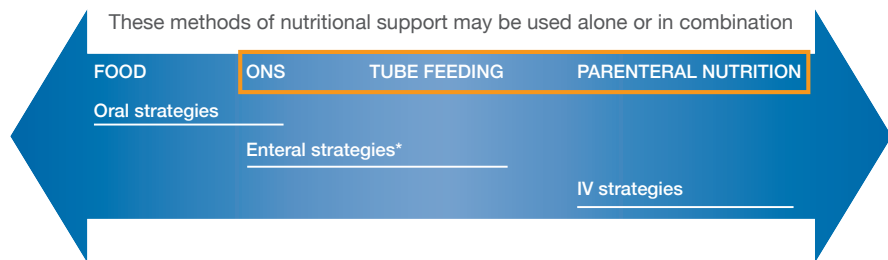 These methods of nutritional support may be used alone or in combination
FOOD ONS TUBE FEEDING PARENTERAL NUTRITION
Oral strategies
Enteral strategies*
IV strategies